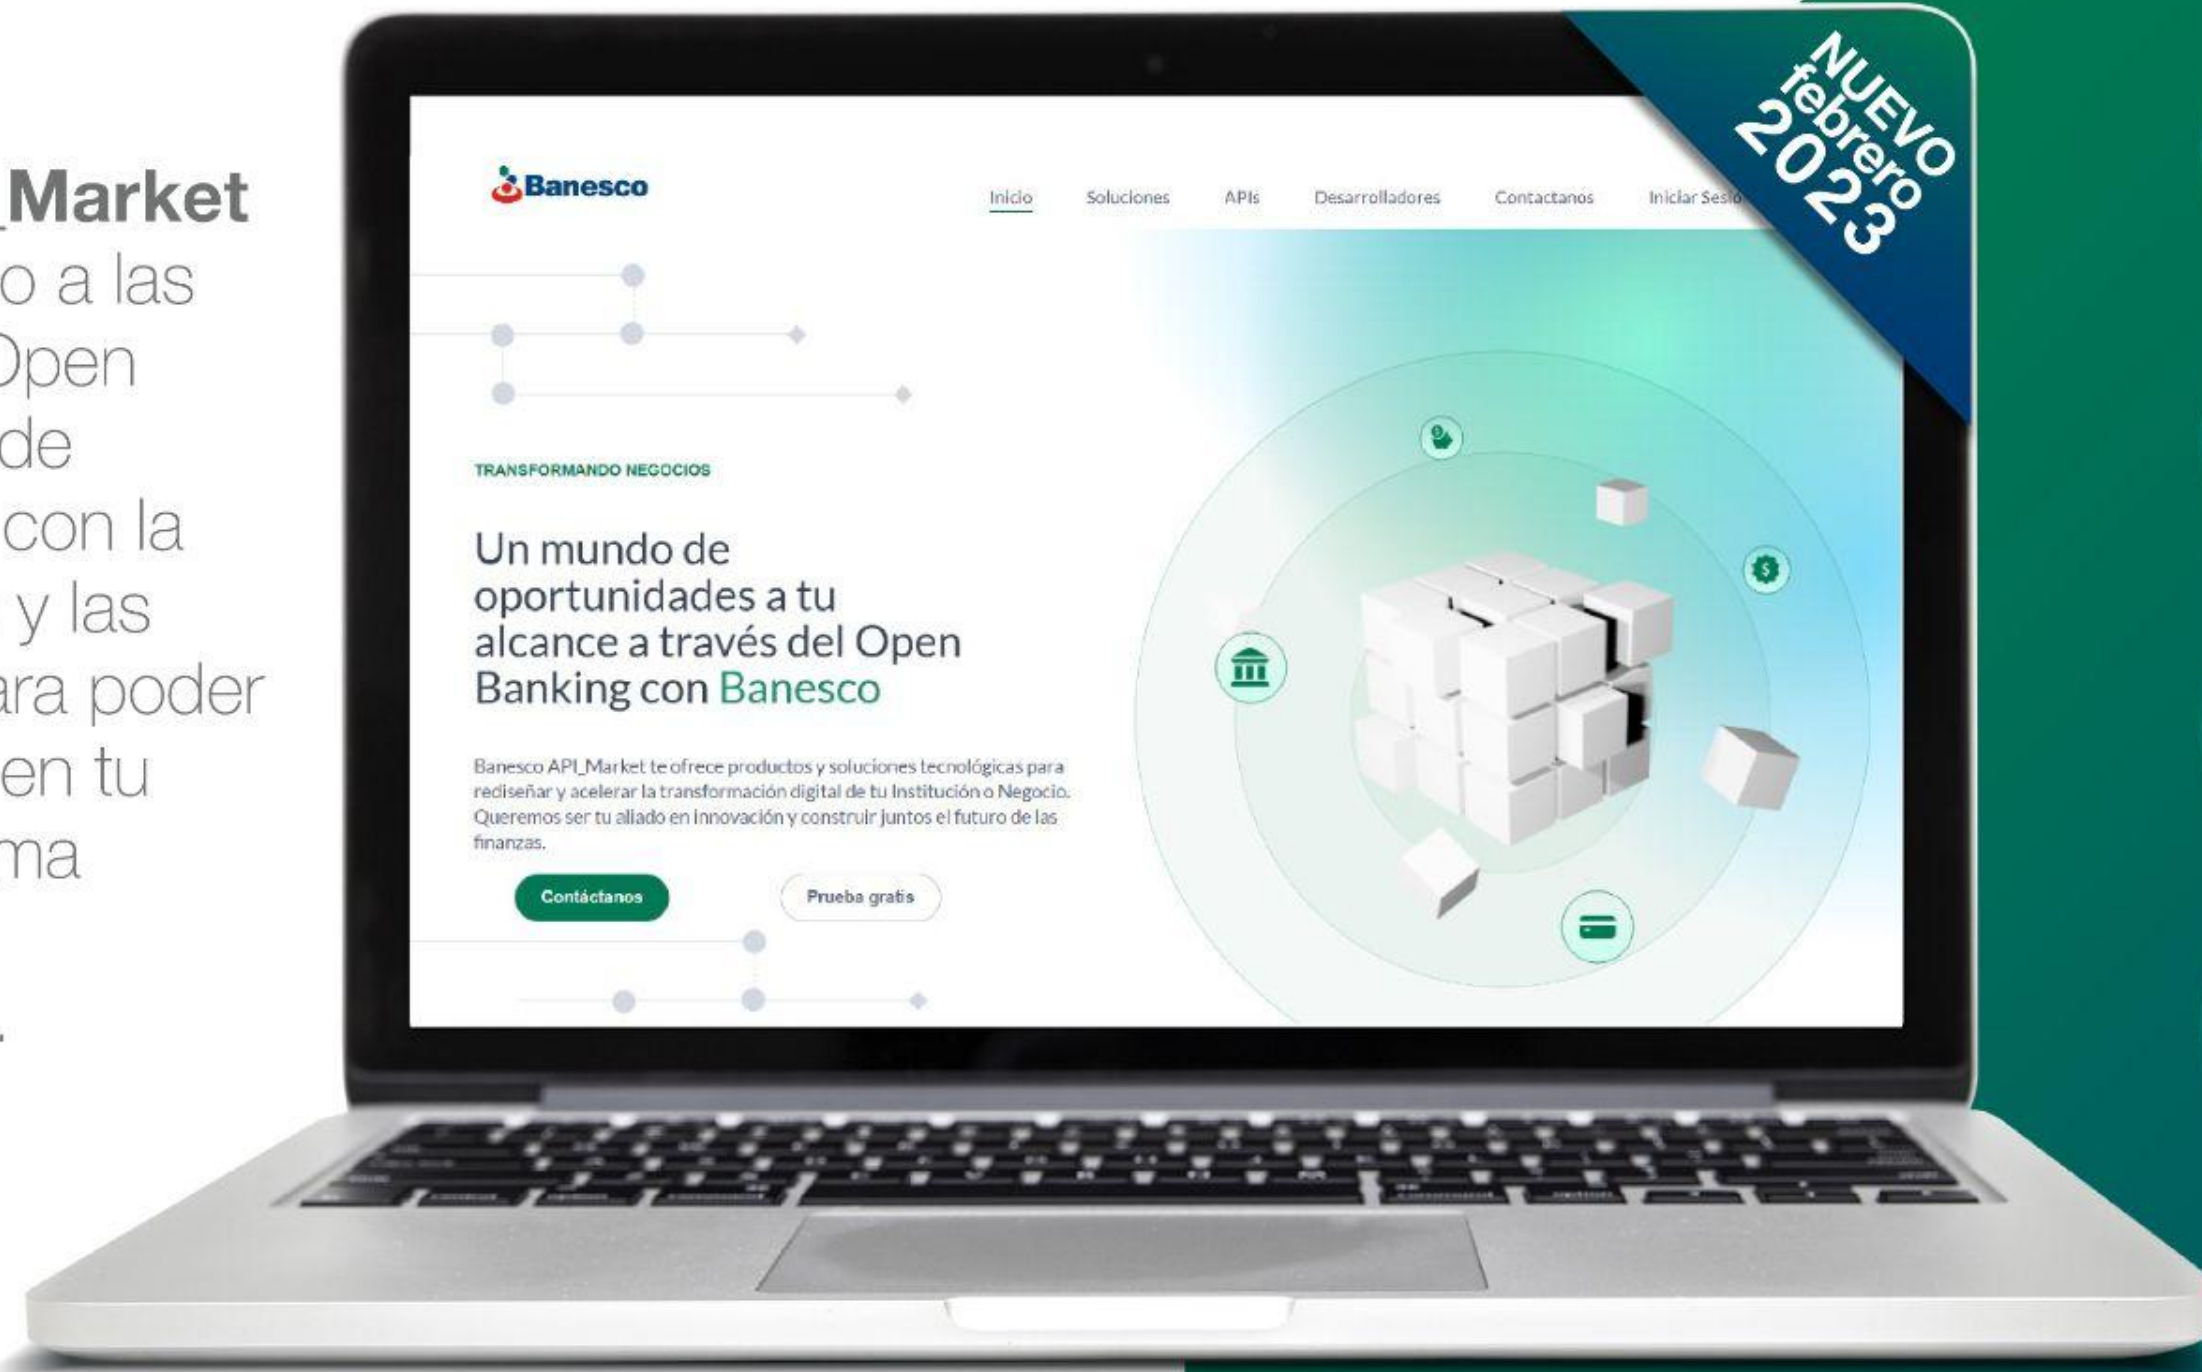 _Market
o a las
Open
de
con la
y las
ara poder
en tu
ma
.
Banesco
Inicio
Soluciones
APIs
Desarrolladores
Contactanos
Iniciar Sesió
NUEVO
febrero
2023
TRANSFORMANDO NEGOCIOS
Un mundo de
oportunidades a tu
alcance a través del Open
Banking con Banesco
Banesco API_Market te ofrece productos y soluciones tecnológicas para
rediseñar y acelerar la transformación digital de tu Institución o Negocio.
Queremos ser tu aliado en innovación y construir juntos el futuro de las
finanzas.
Contáctanos
Prueba gratis